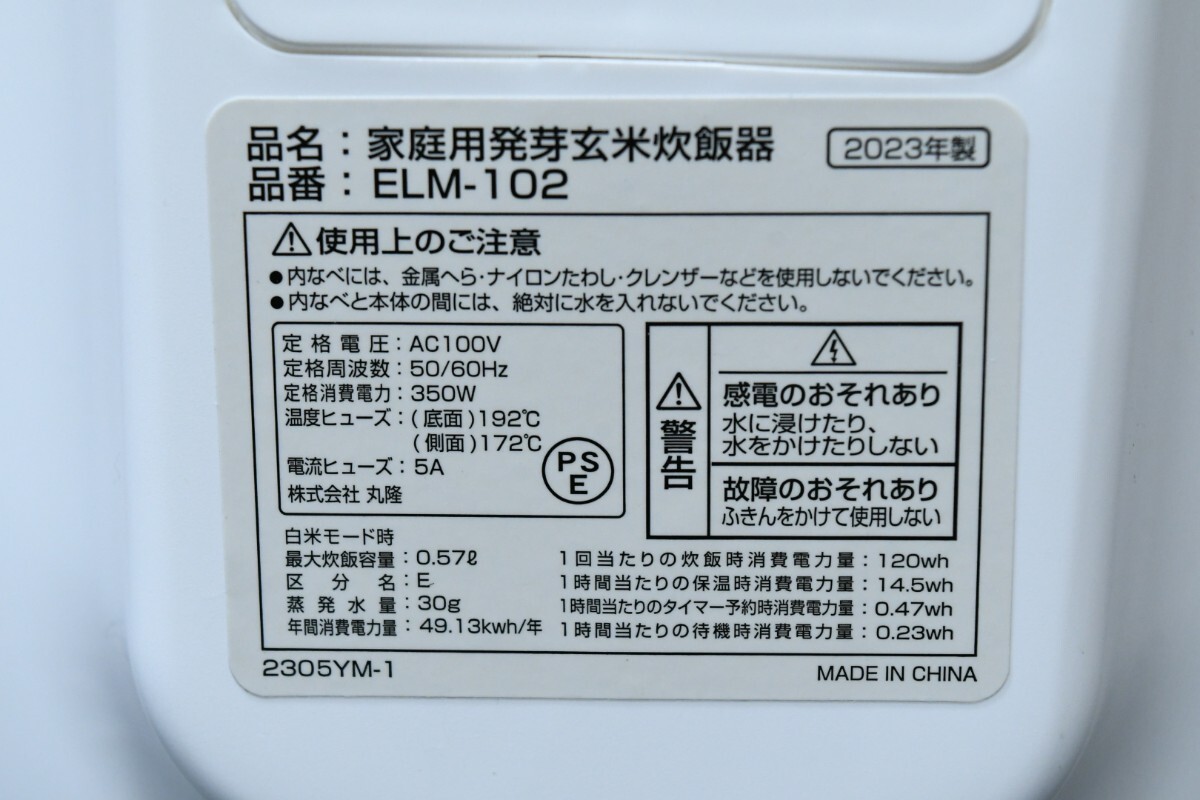 品名：家庭用発芽玄米炊飯器
2023年製
品番：ELM-102
⚠使用上のご注意
●内なべには、金属へら・ナイロンたわし・クレンザーなどを使用しないでください。
●内なべと本体の間には、絶対に水を入れないでください。
定格電圧：AC100V
定格周波数：50/60Hz
定格消費電力：350W
温度ヒューズ：(底面)192℃
(側面)172℃
電流ヒューズ：5A
株式会社 丸隆
PS
E
⚠警告
感電のおそれあり
水に浸けたり、
水をかけたりしない
故障のおそれあり
ふきんをかけて使用しない
白米モード時
最大炊飯容量：0.57ℓ
区分名：E
蒸発水量：30g
年間消費電力量：49.13kwh/年
1回当たりの炊飯時消費電力量：120wh
1時間当たりの保温時消費電力量：14.5wh
1時間当たりのタイマー予約時消費電力量：0.47wh
1時間当たりの待機時消費電力量：0.23wh
2305YM-1
MADE IN CHINA